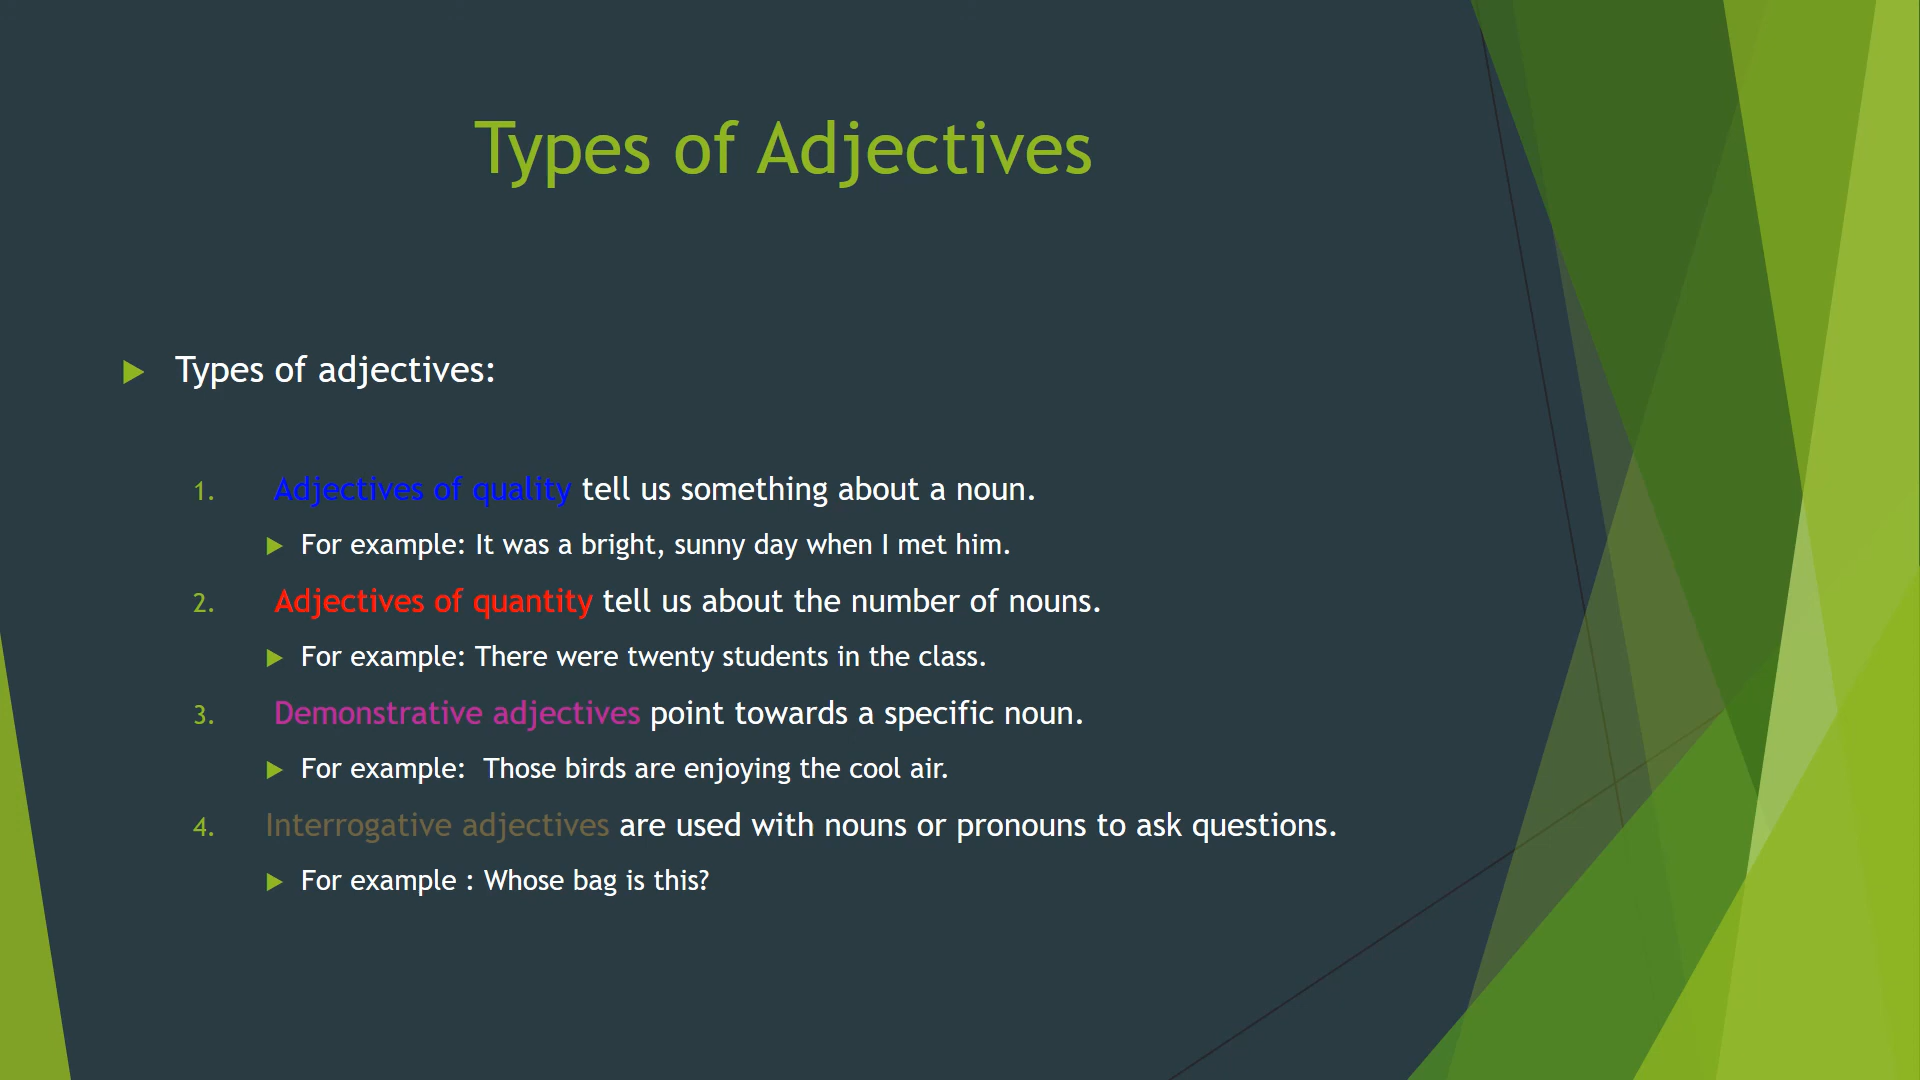 Types of Adjectives
Types of adjectives:
1. Adjectives of quality tell us something about a noun.
For example: It was a bright, sunny day when I met him.
2. Adjectives of quantity tell us about the number of nouns.
For example: There were twenty students in the class.
3. Demonstrative adjectives point towards a specific noun.
For example:  Those birds are enjoying the cool air.
4. Interrogative adjectives are used with nouns or pronouns to ask questions.
For example : Whose bag is this?